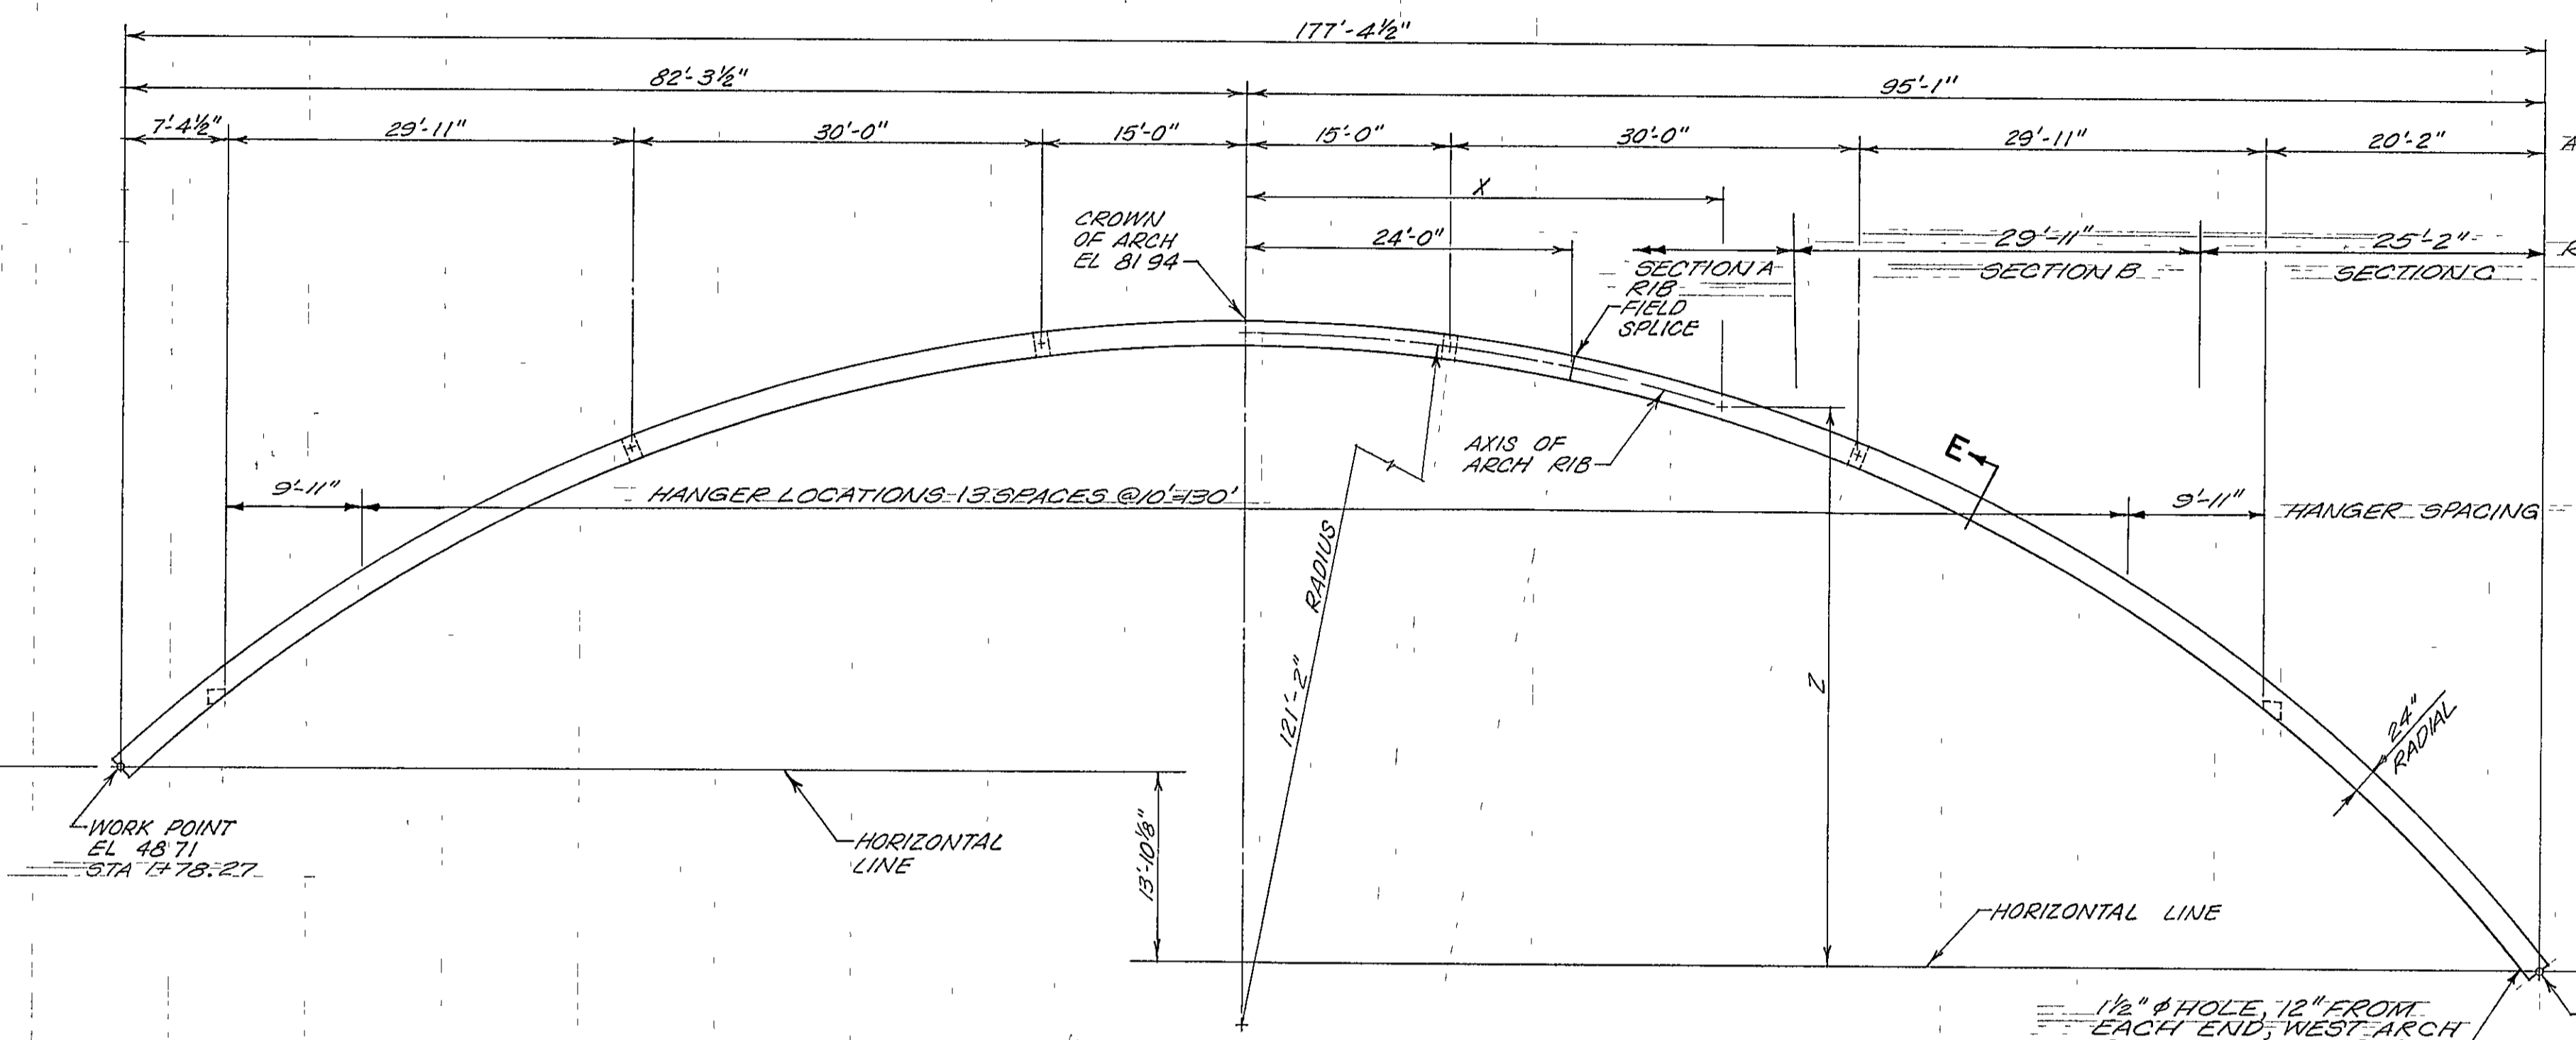 177'-4½"
82'-3½"
95'-1"
7'-4½"
29'-11"
30'-0"
15'-0"
15'-0"
30'-0"
29'-11"
20'-2"
X
CROWN
OF ARCH
EL 81 94
24'-0"
SECTION A
29'-11"
SECTION B
25'-2"
SECTION C
RIB
FIELD
SPLICE
AXIS OF
ARCH RIB
E
9'-11"
HANGER LOCATIONS-13 SPACES @10'=130'
9'-11"
HANGER SPACING
121'-2" RADIUS
Z
24"
RADIAL
WORK POINT
EL 48 71
STA 1+78.27
HORIZONTAL
LINE
13'-10⅛"
HORIZONTAL LINE
1½" ϕ HOLE, 12" FROM
EACH END, WEST ARCH